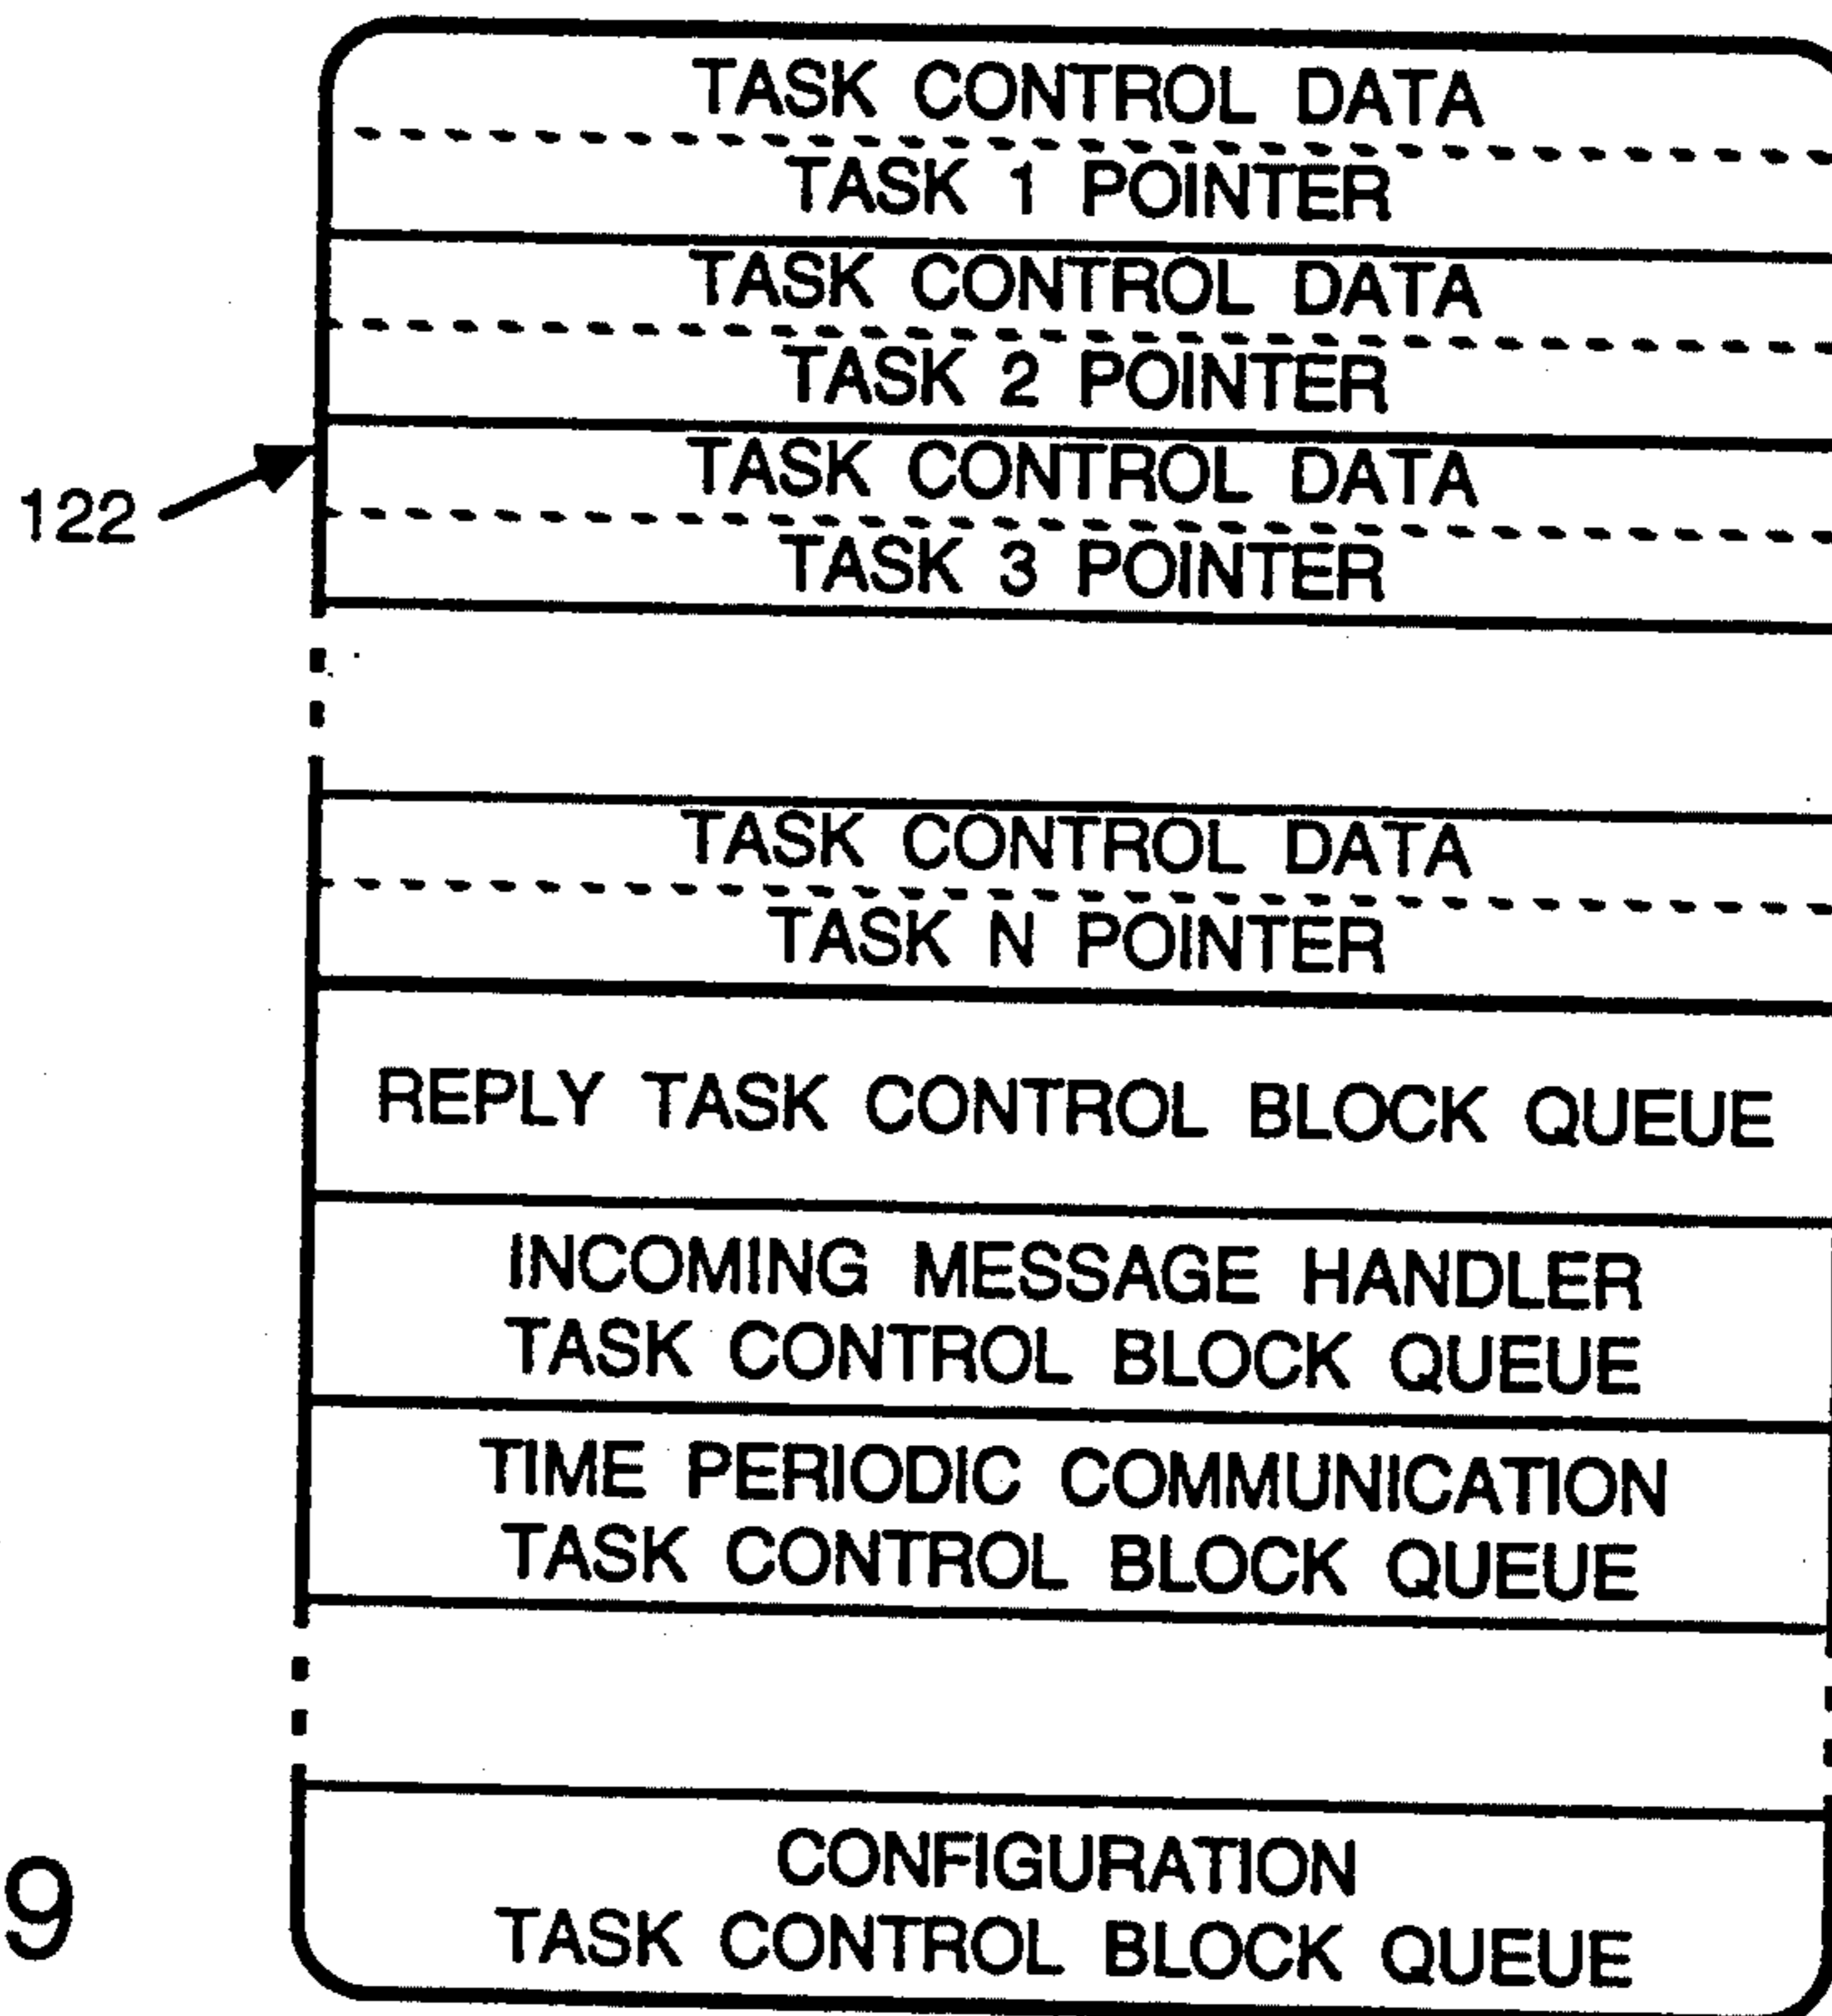 TASK CONTROL DATA
TASK 1 POINTER
TASK CONTROL DATA
TASK 2 POINTER
122
TASK CONTROL DATA
TASK 3 POINTER
TASK CONTROL DATA
TASK N POINTER
REPLY TASK CONTROL BLOCK QUEUE
INCOMING MESSAGE HANDLER
TASK CONTROL BLOCK QUEUE
TIME PERIODIC COMMUNICATION
TASK CONTROL BLOCK QUEUE
CONFIGURATION
TASK CONTROL BLOCK QUEUE
9